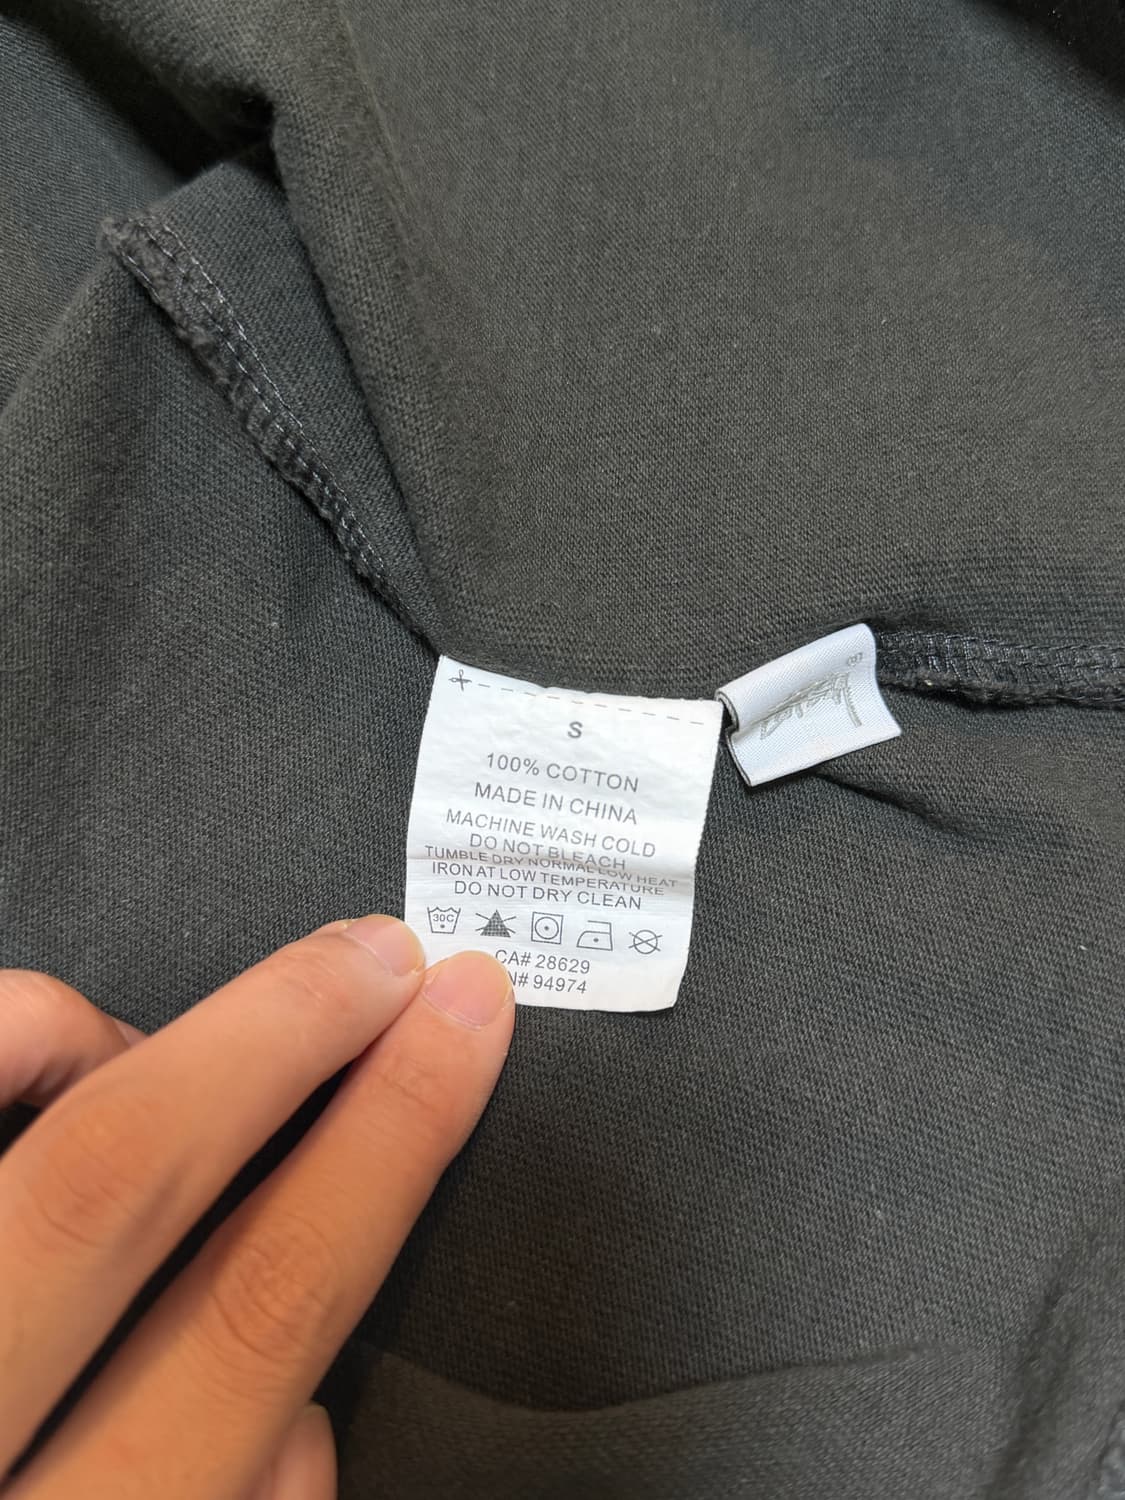 S
100% COTTON
MADE IN CHINA
MACHINE WASH COLD
DO NOT BLEACH
TUMBLE DRY NORMAL LOW HEAT
IRON AT LOW TEMPERATURE
DO NOT DRY CLEAN
30C
CA# 28629
N# 94974
®